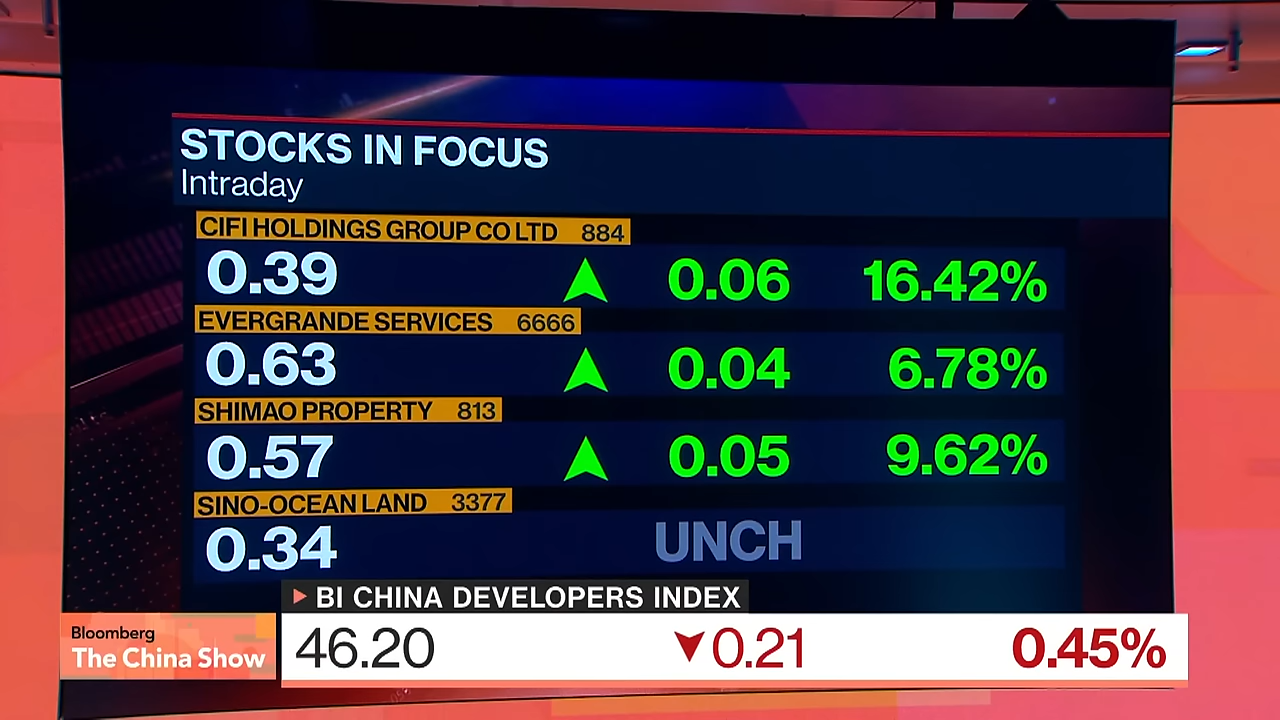 STOCKS IN FOCUS
Intraday
CIFI HOLDINGS GROUP CO LTD 884
0.39 ▲ 0.06 16.42%
EVERGRANDE SERVICES 6666
0.63 ▲ 0.04 6.78%
SHIMAO PROPERTY 813
0.57 ▲ 0.05 9.62%
SINO-OCEAN LAND 3377
0.34 UNCH
BI CHINA DEVELOPERS INDEX
Bloomberg
The China Show
46.20 ▼0.21 0.45%